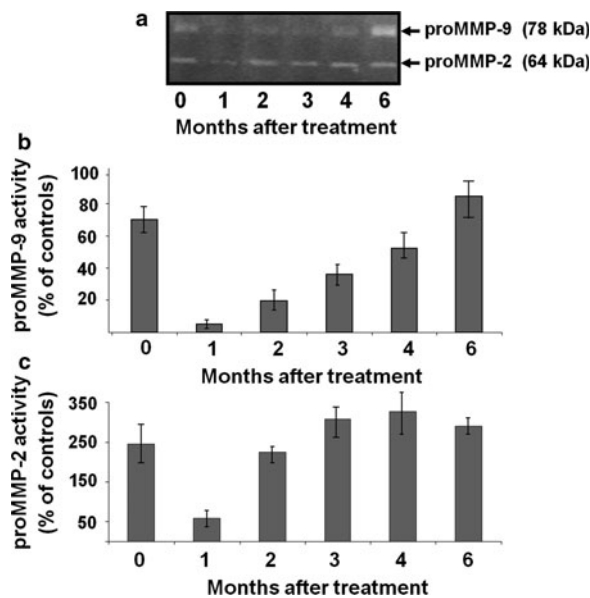 a
proMMP-9 (78 kDa)
proMMP-2 (64 kDa)
0 1 2 3 4 6
Months after treatment
b
proMMP-9 activity
(% of controls)
100
80
60
40
20
0 1 2 3 4 6
Months after treatment
c
proMMP-2 activity
(% of controls)
350
250
150
50
0 1 2 3 4 6
Months after treatment